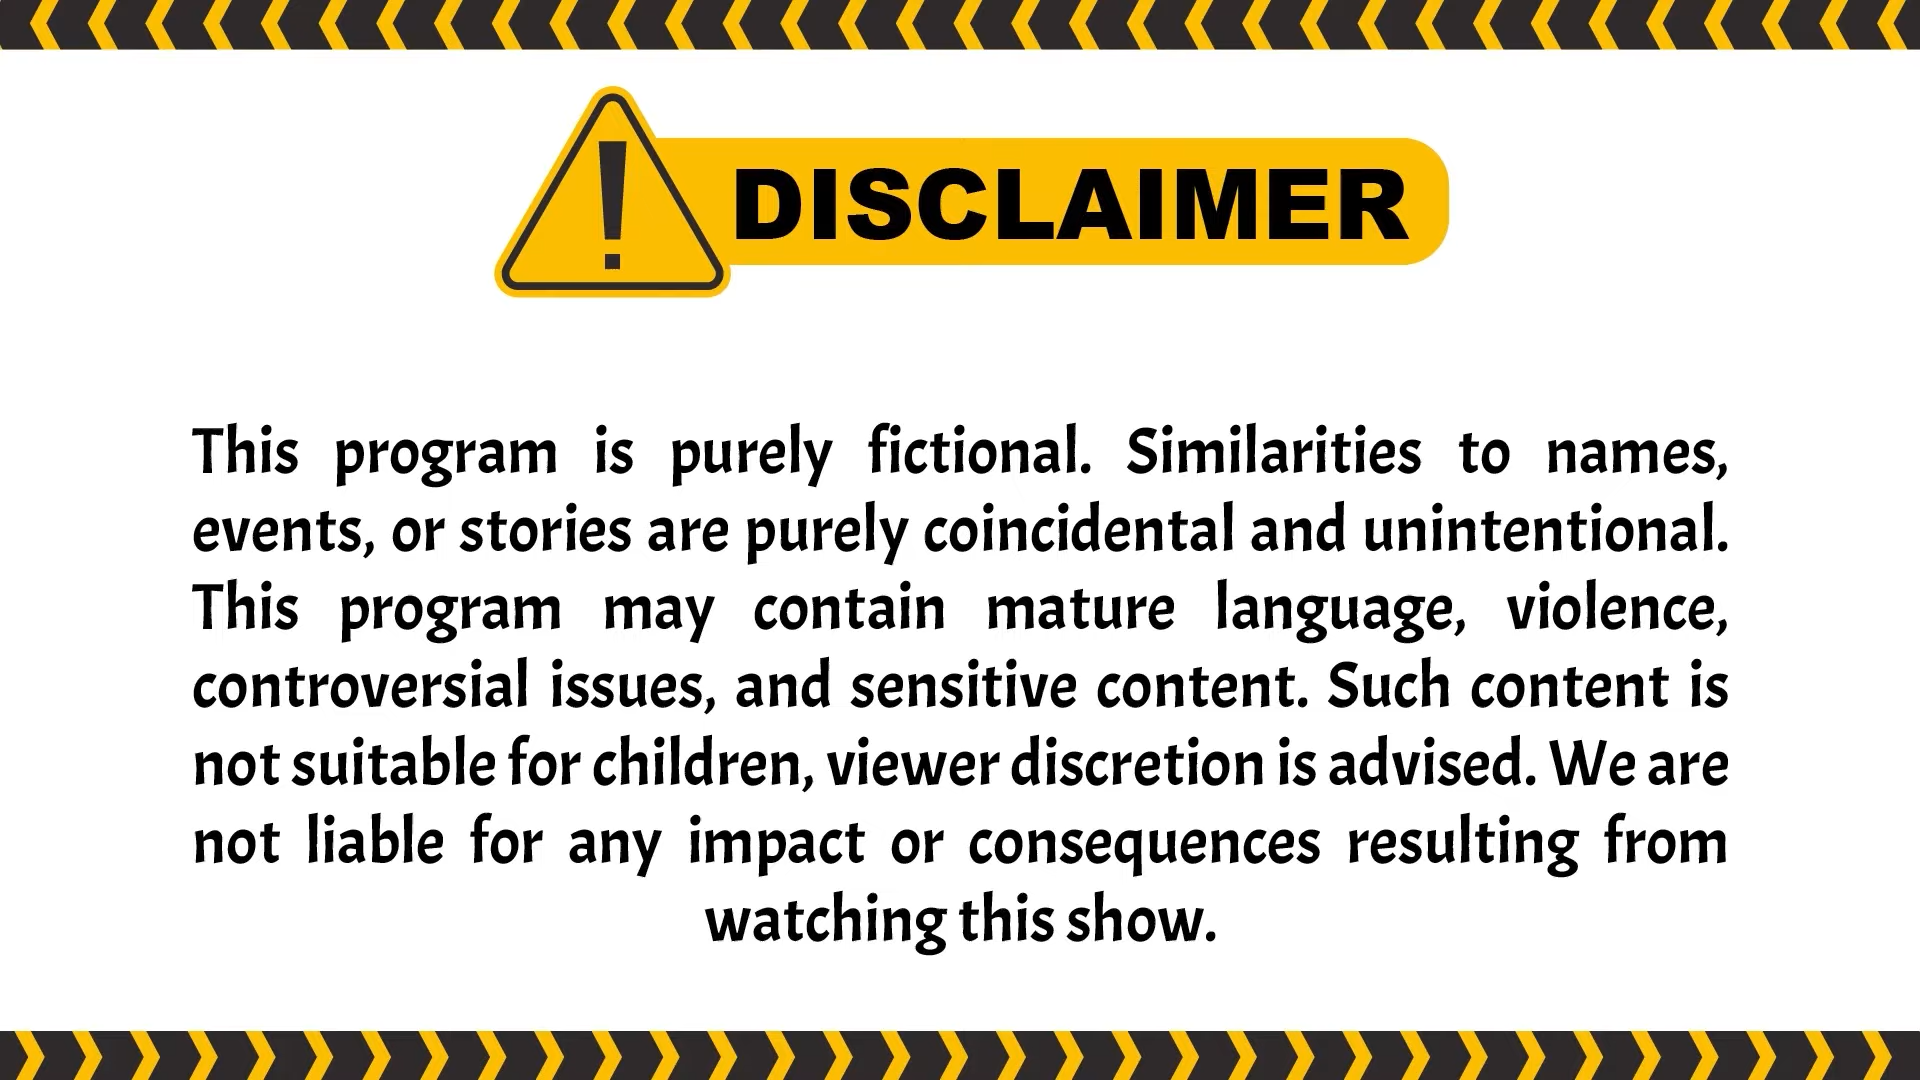 DISCLAIMER
This program is purely fictional. Similarities to names,
events, or stories are purely coincidental and unintentional.
This program may contain mature language, violence,
controversial issues, and sensitive content. Such content is
not suitable for children, viewer discretion is advised. We are
not liable for any impact or consequences resulting from
watching this show.